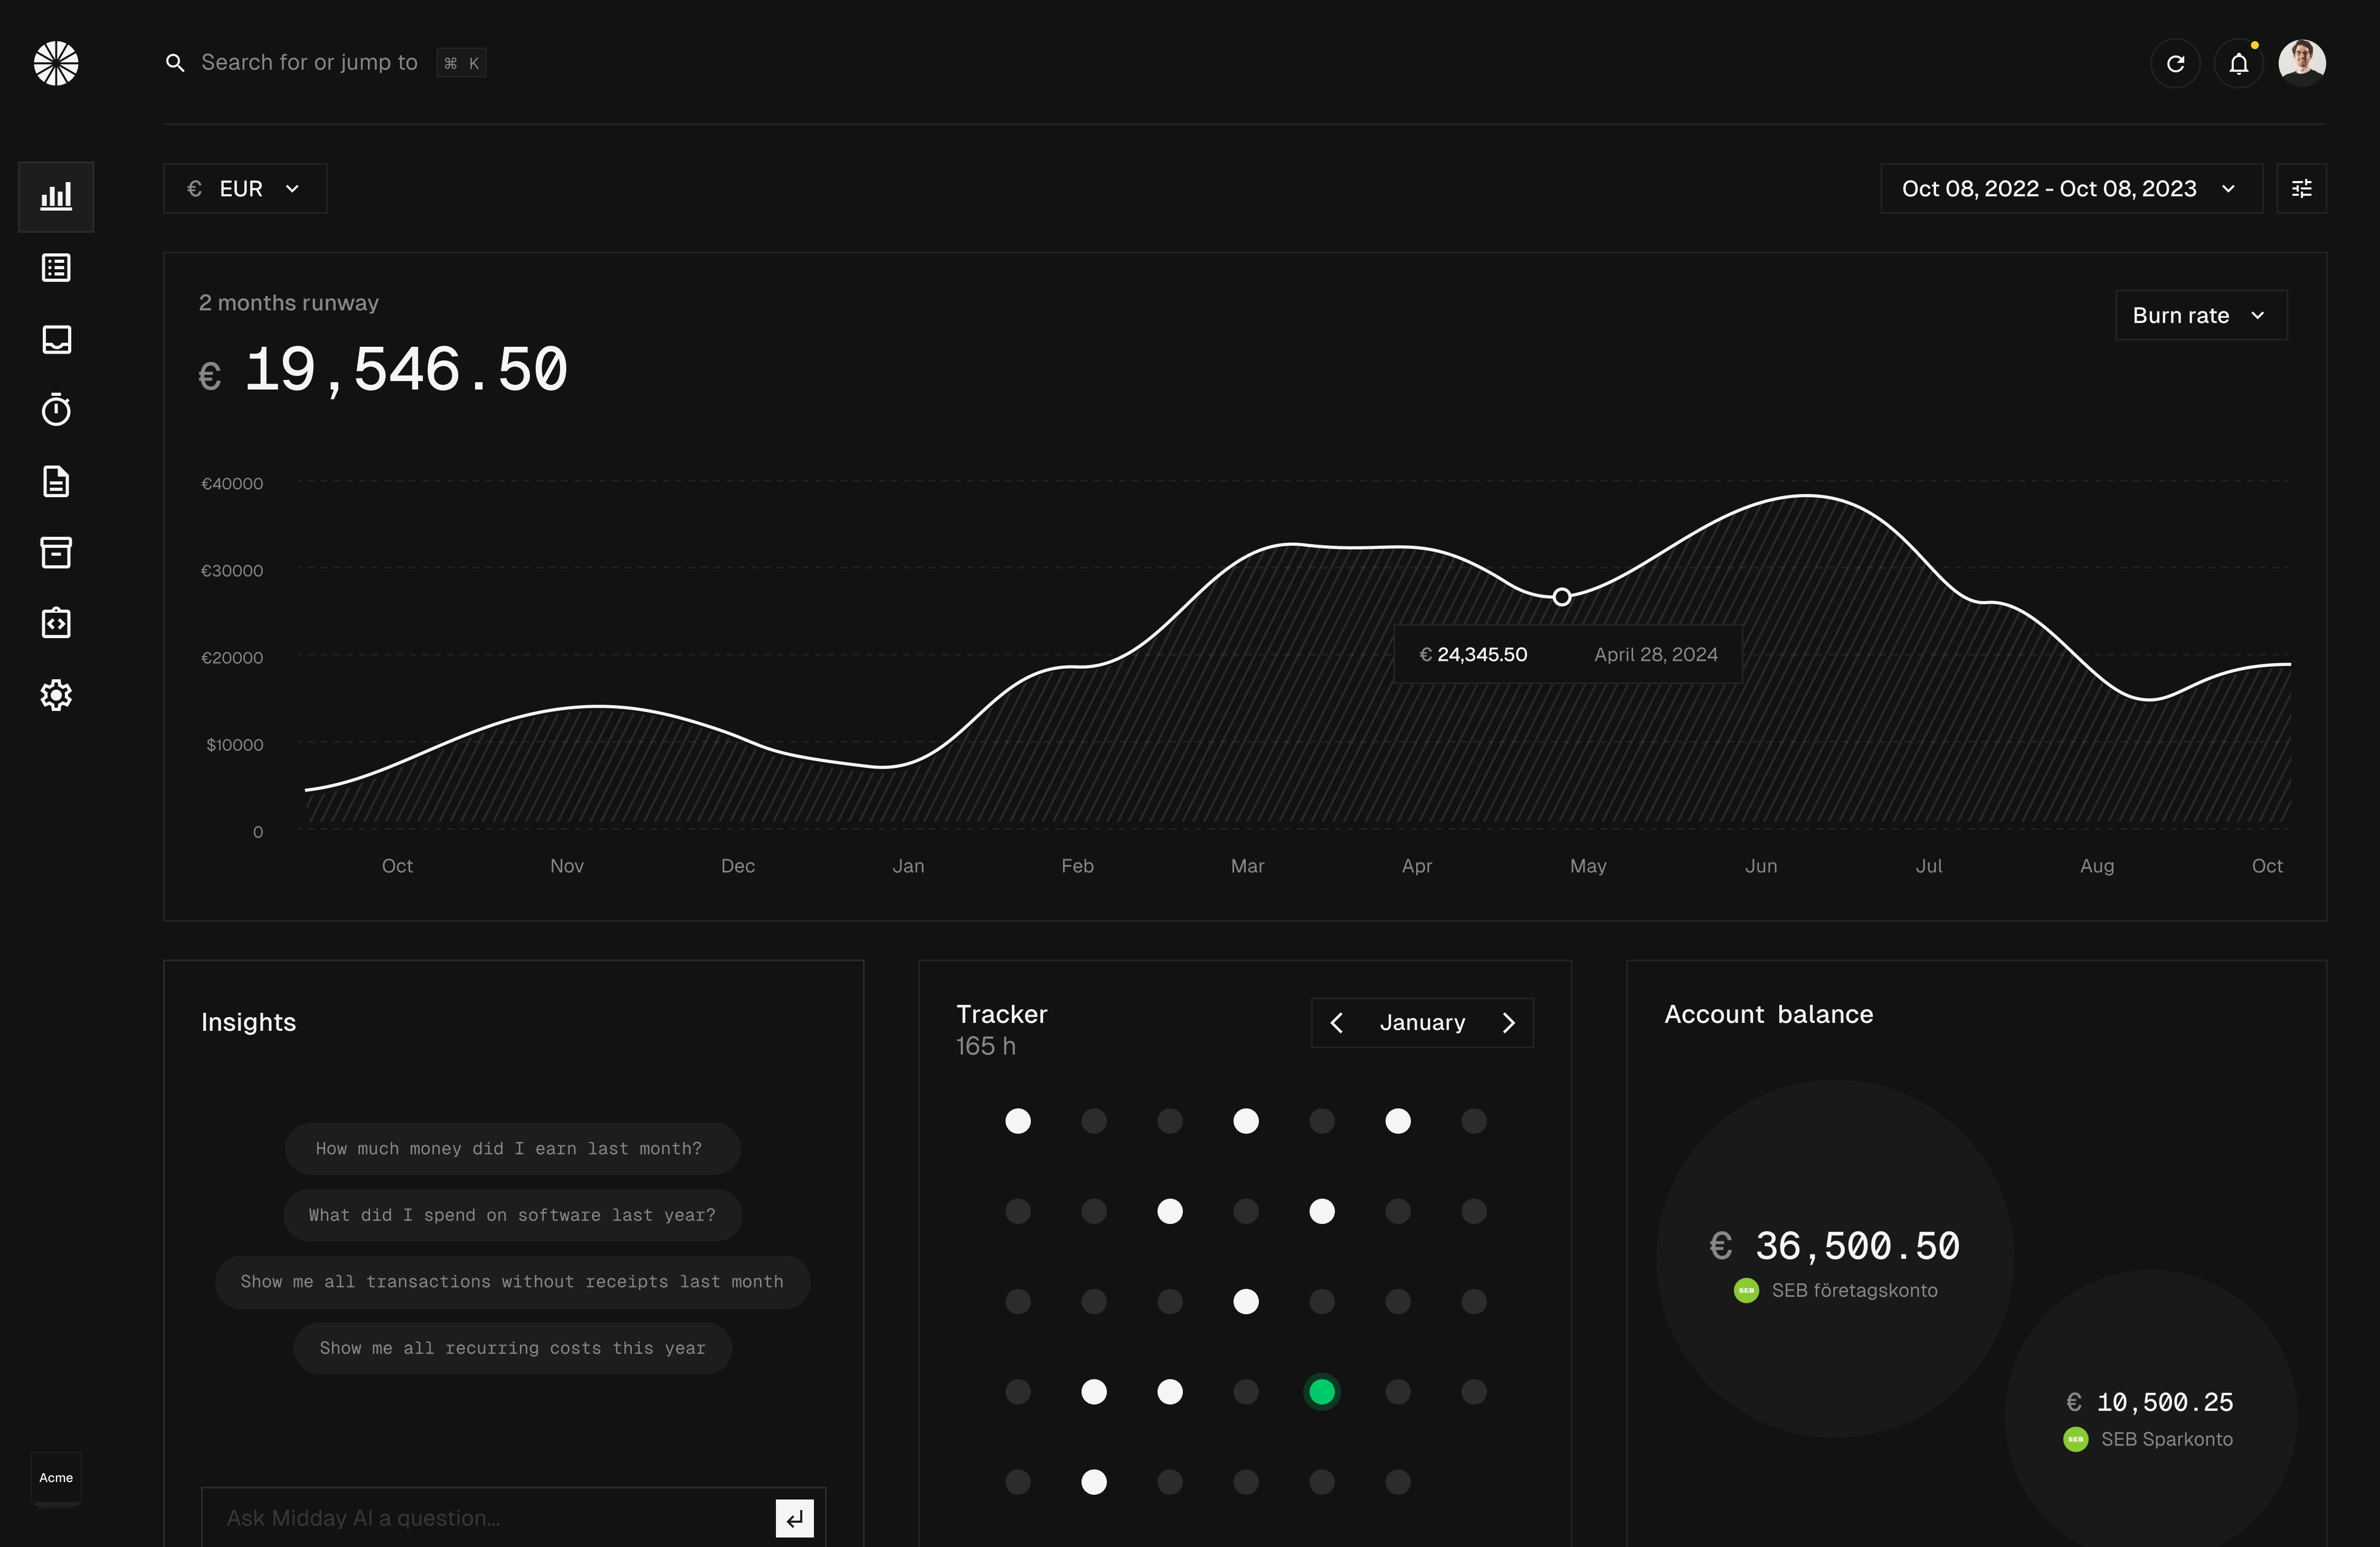 Search for or jump to ⌘ K
€ EUR
Oct 08, 2022 - Oct 08, 2023
2 months runway
€ 19,546.50
Burn rate
€40000
€30000
€20000
$10000
0
€ 24,345.50 April 28, 2024
Oct Nov Dec Jan Feb Mar Apr May Jun Jul Aug Oct
Insights
How much money did I earn last month?
What did I spend on software last year?
Show me all transactions without receipts last month
Show me all recurring costs this year
Ask Midday AI a question...
Tracker
165 h
January
Account balance
€ 36,500.50
SEB SEB företagskonto
€ 10,500.25
SEB SEB Sparkonto
Acme